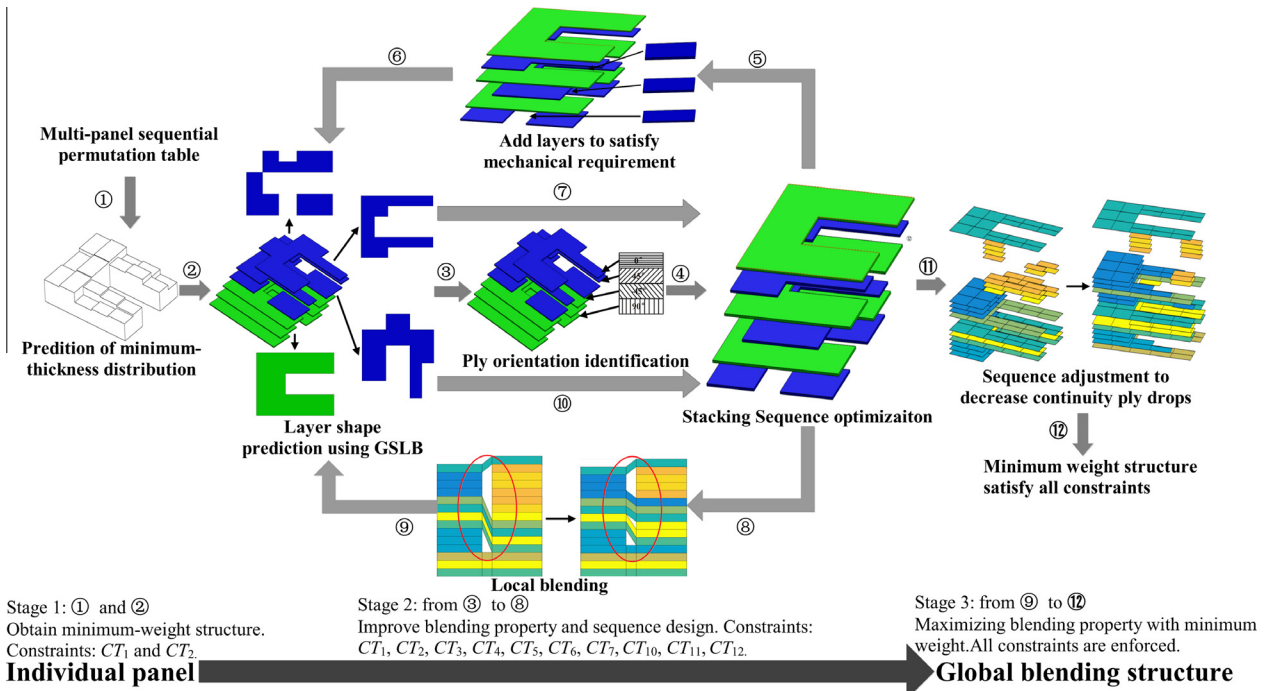 ⑥
⑤
Multi-panel sequential
permutation table
Add layers to satisfy
mechanical requirement
①
⑦
②
③
0°
45°
-45°
90°
④
⑪
Predition of minimum-
thickness distribution
Ply orientation identification
⑩
Layer shape
prediction using GSLB
Stacking Sequence optimizaiton
Sequence adjustment to
decrease continuity ply drops
⑫
Minimum weight structure
satisfy all constraints
⑨
⑧
Local blending
Stage 1: ① and ②
Obtain minimum-weight structure.
Constraints: CT1 and CT2.
Stage 2: from ③ to ⑧
Improve blending property and sequence design. Constraints:
CT1, CT2, CT3, CT4, CT5, CT6, CT7, CT10, CT11, CT12.
Stage 3: from ⑨ to ⑫
Maximizing blending property with minimum
weight.All constraints are enforced.
Individual panel
Global blending structure